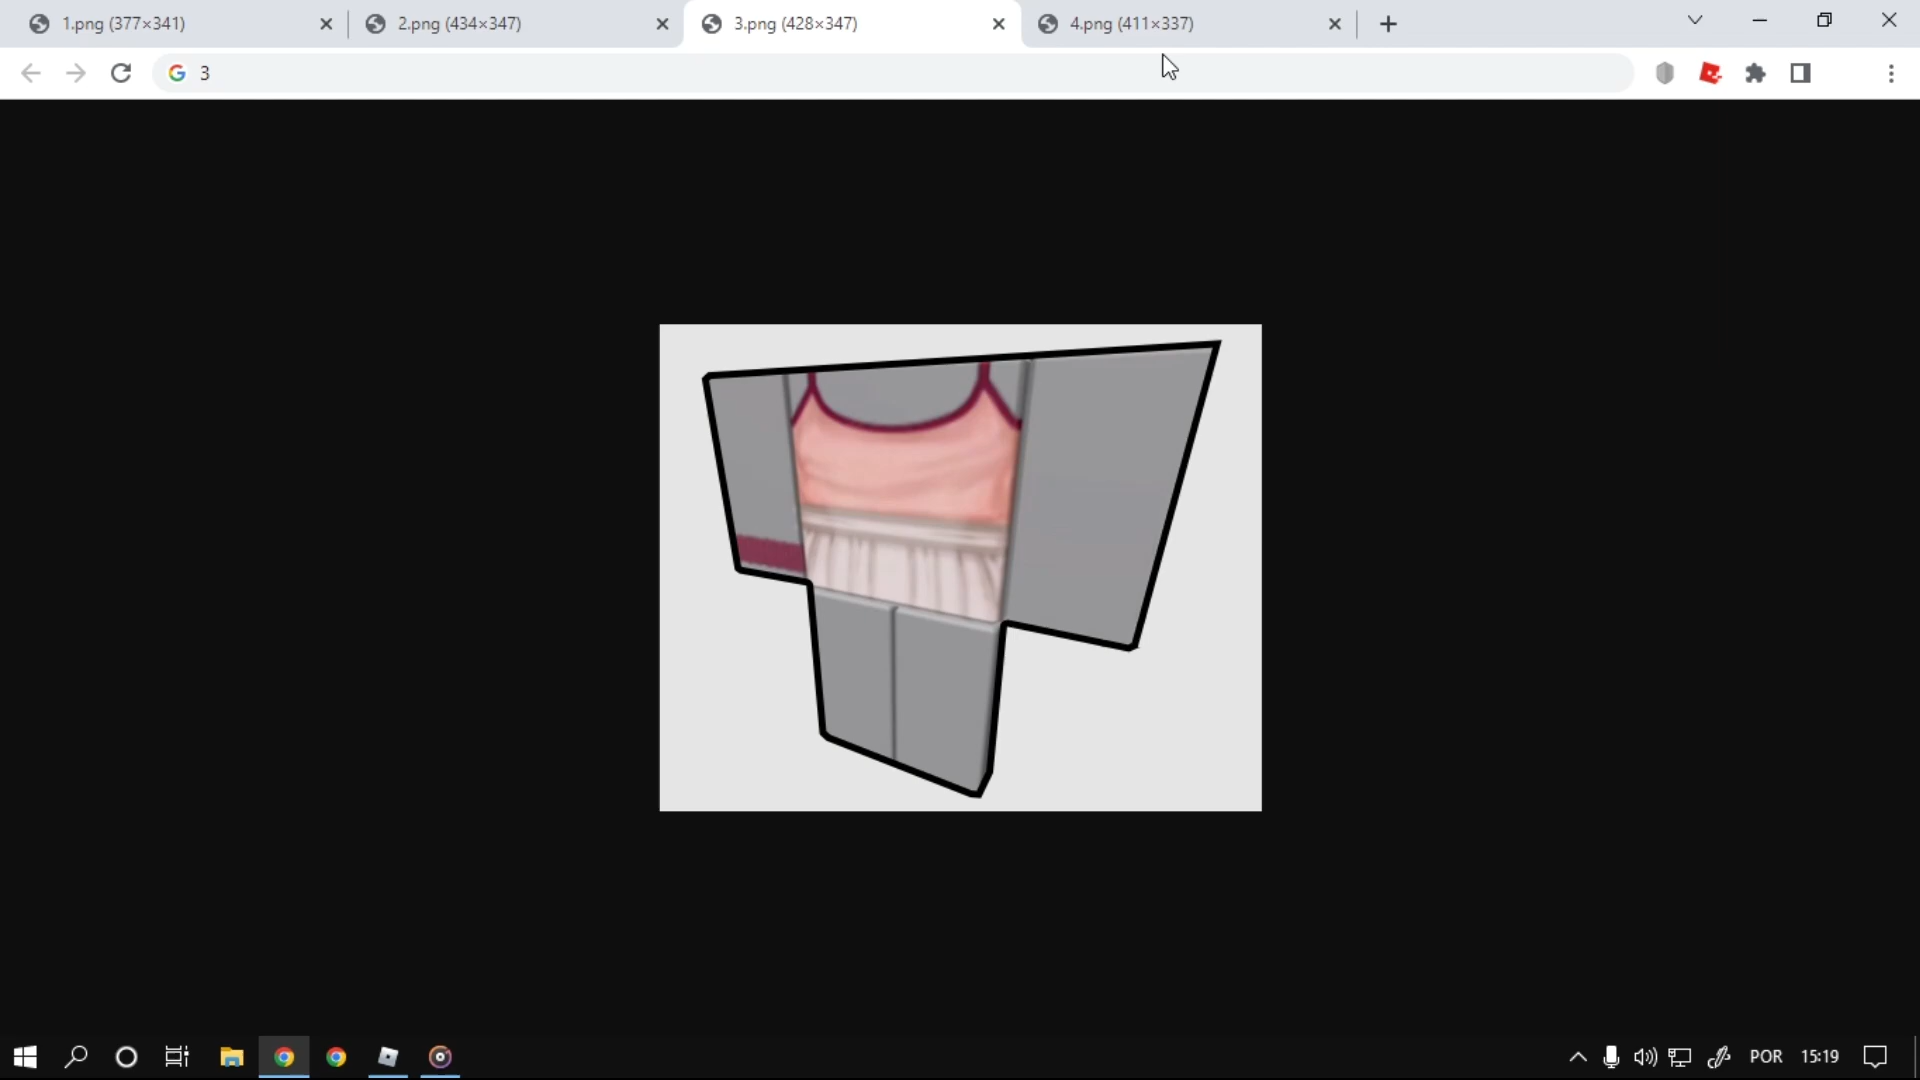 1.png (377×341)
2.png (434×347)
3.png (428×347)
4.png (411×337)
3
POR
15:19